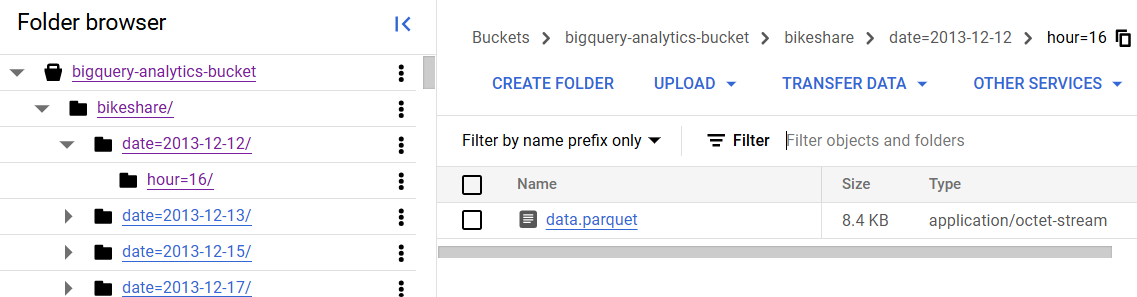 Folder browser
bigquery-analytics-bucket
bikeshare/
date=2013-12-12/
hour=16/
date=2013-12-13/
date=2013-12-15/
date=2013-12-17/
Buckets > bigquery-analytics-bucket > bikeshare > date=2013-12-12 > hour=16
CREATE FOLDER UPLOAD TRANSFER DATA OTHER SERVICES
Filter by name prefix only Filter Filter objects and folders
Name Size Type
data.parquet 8.4 KB application/octet-stream